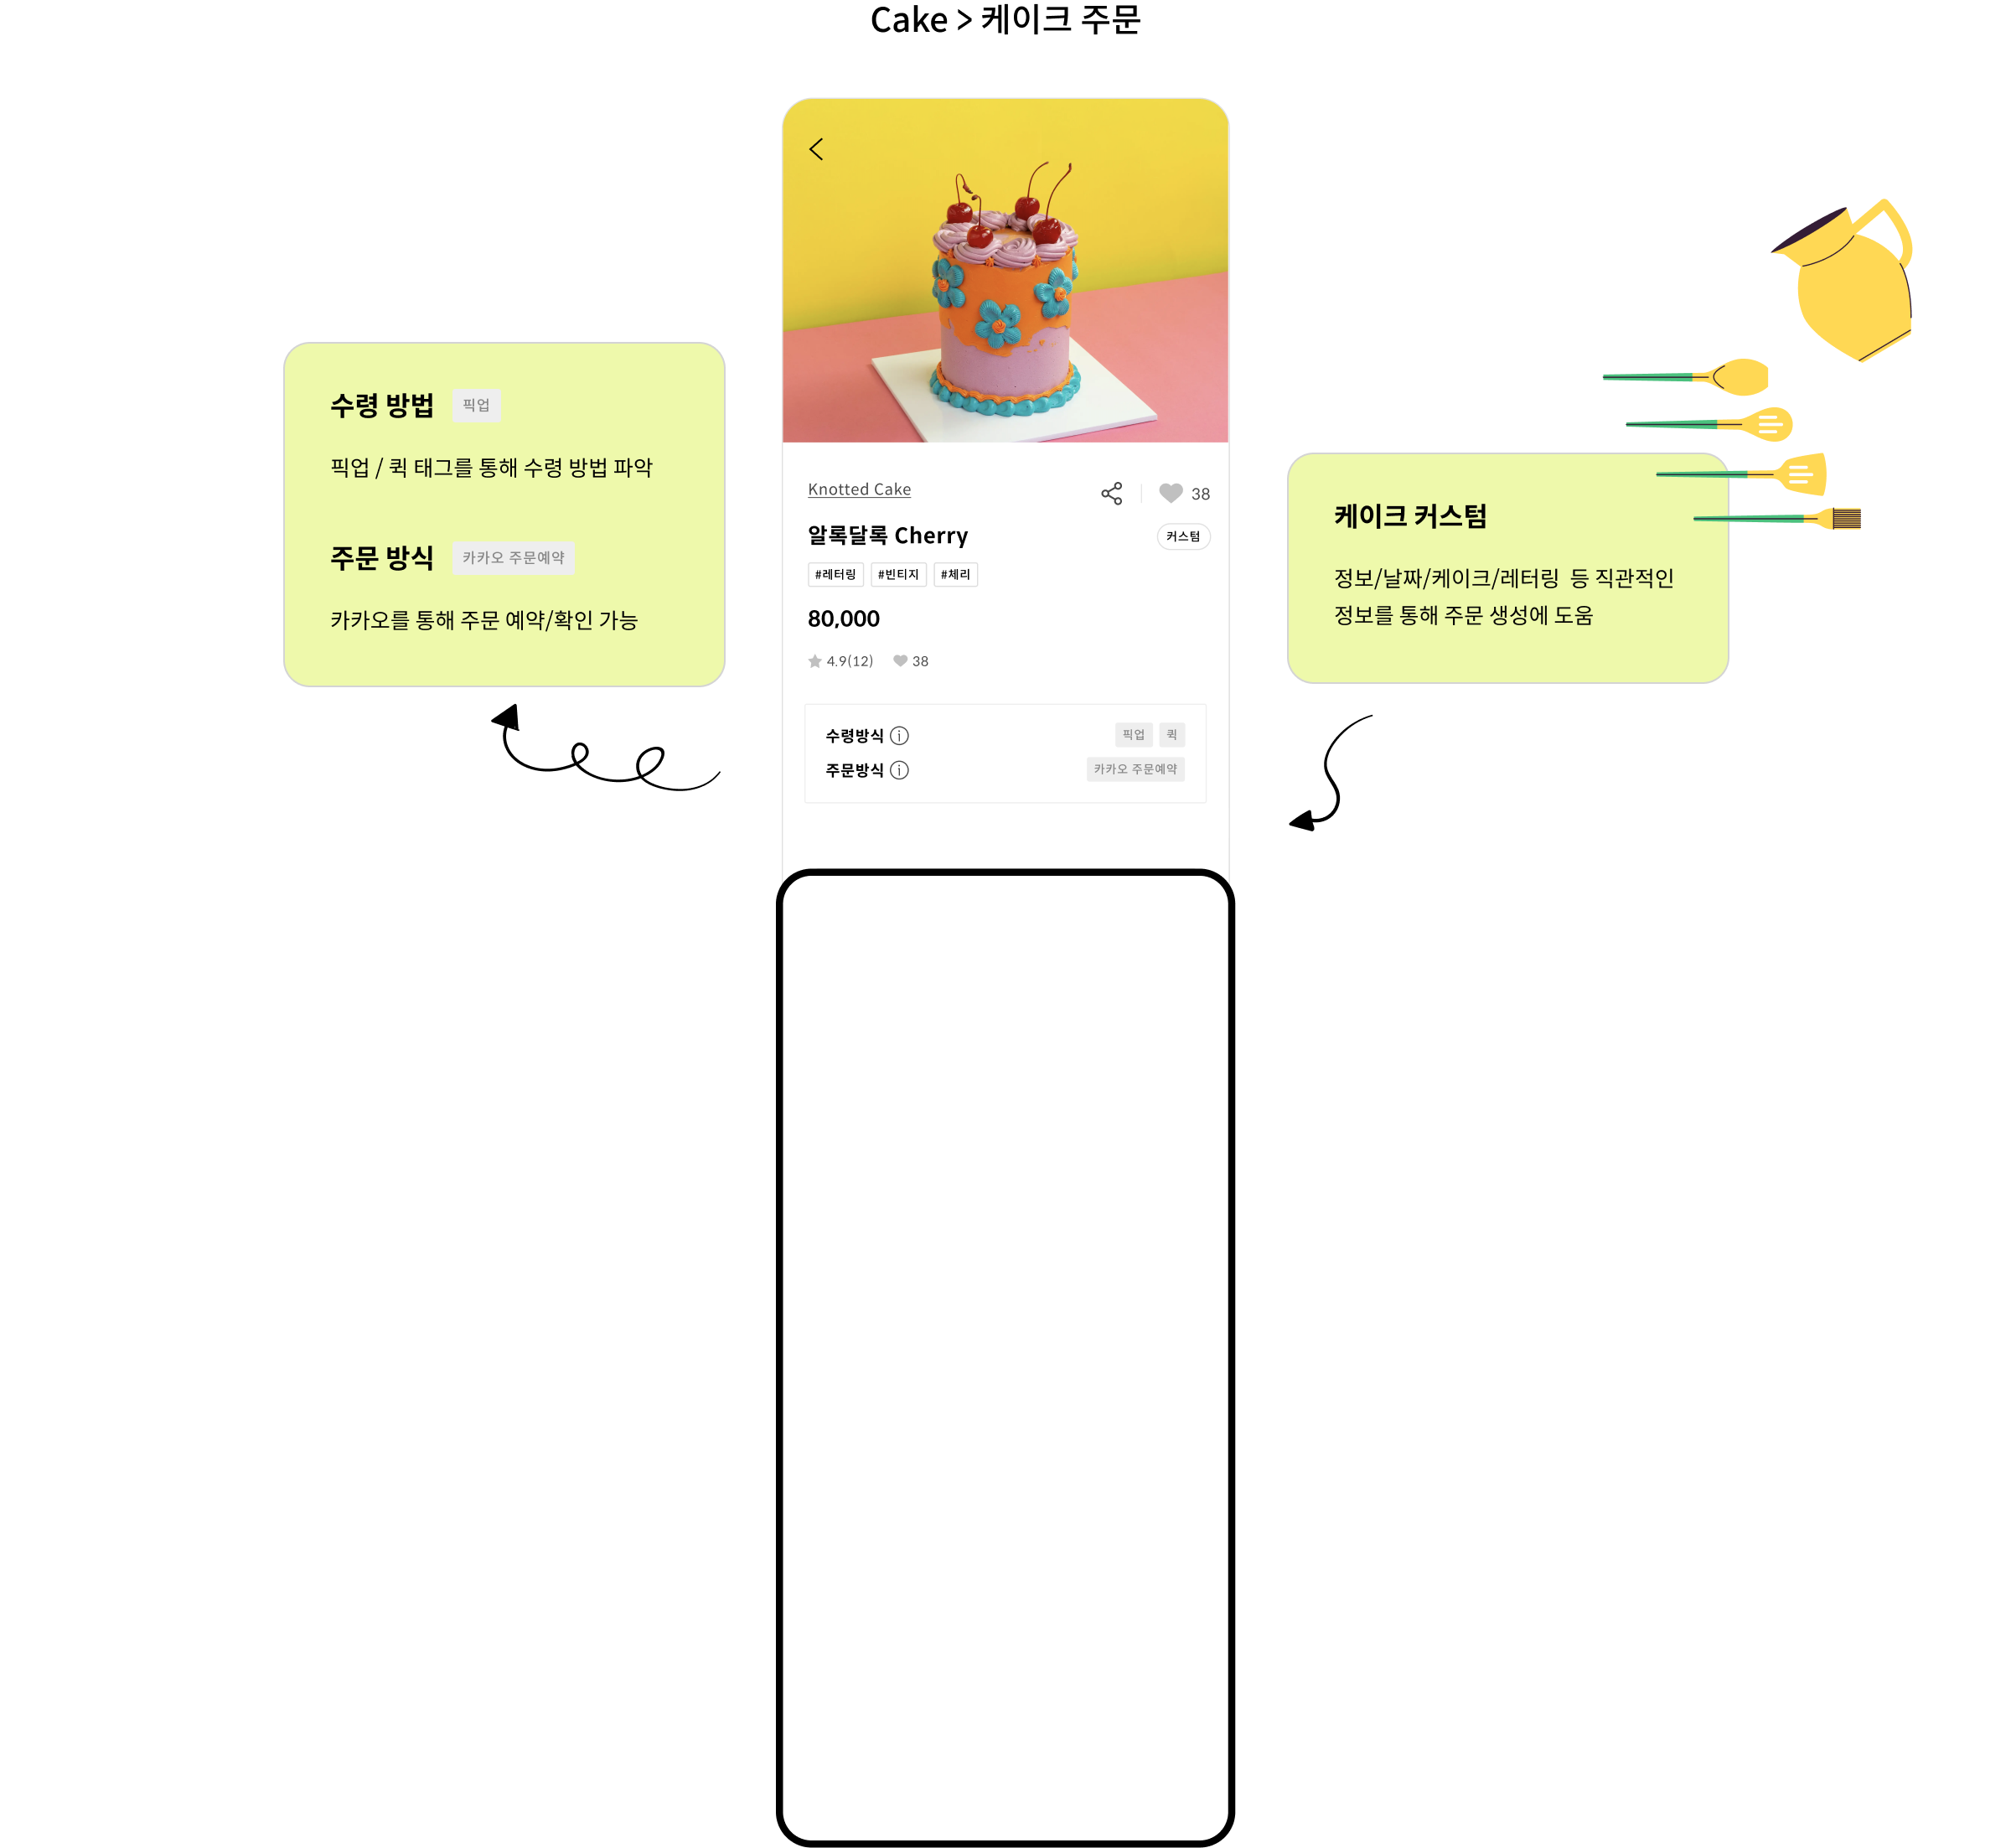 Cake > 케이크 주문
수령 방법 픽업
픽업 / 퀵 태그를 통해 수령 방법 파악
주문 방식 카카오 주문예약
카카오를 통해 주문 예약/확인 가능
Knotted Cake 38
알록달록 Cherry 커스텀
#레터링 #빈티지 #체리
80,000
4.9(12) 38
수령방식 픽업 퀵
주문방식 카카오 주문예약
케이크 커스텀
정보/날짜/케이크/레터링 등 직관적인
정보를 통해 주문 생성에 도움